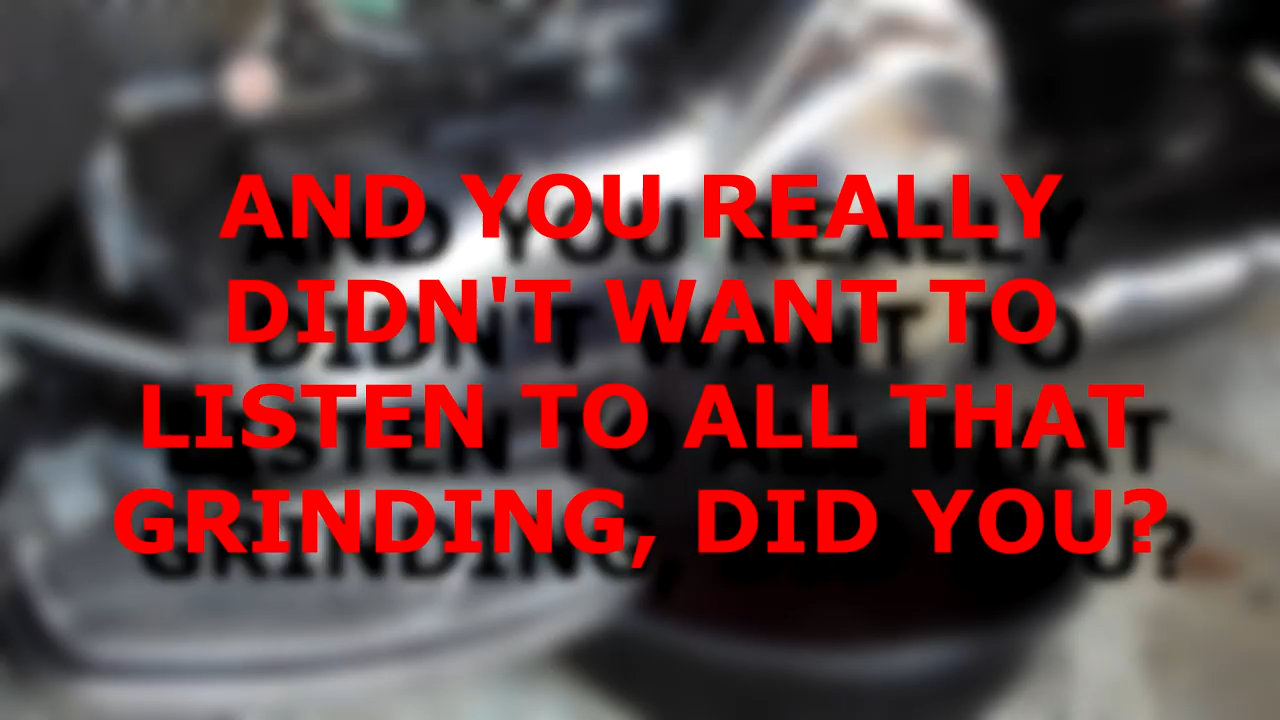 AND YOU REALLY
DIDN'T WANT TO
LISTEN TO ALL THAT
GRINDING, DID YOU?